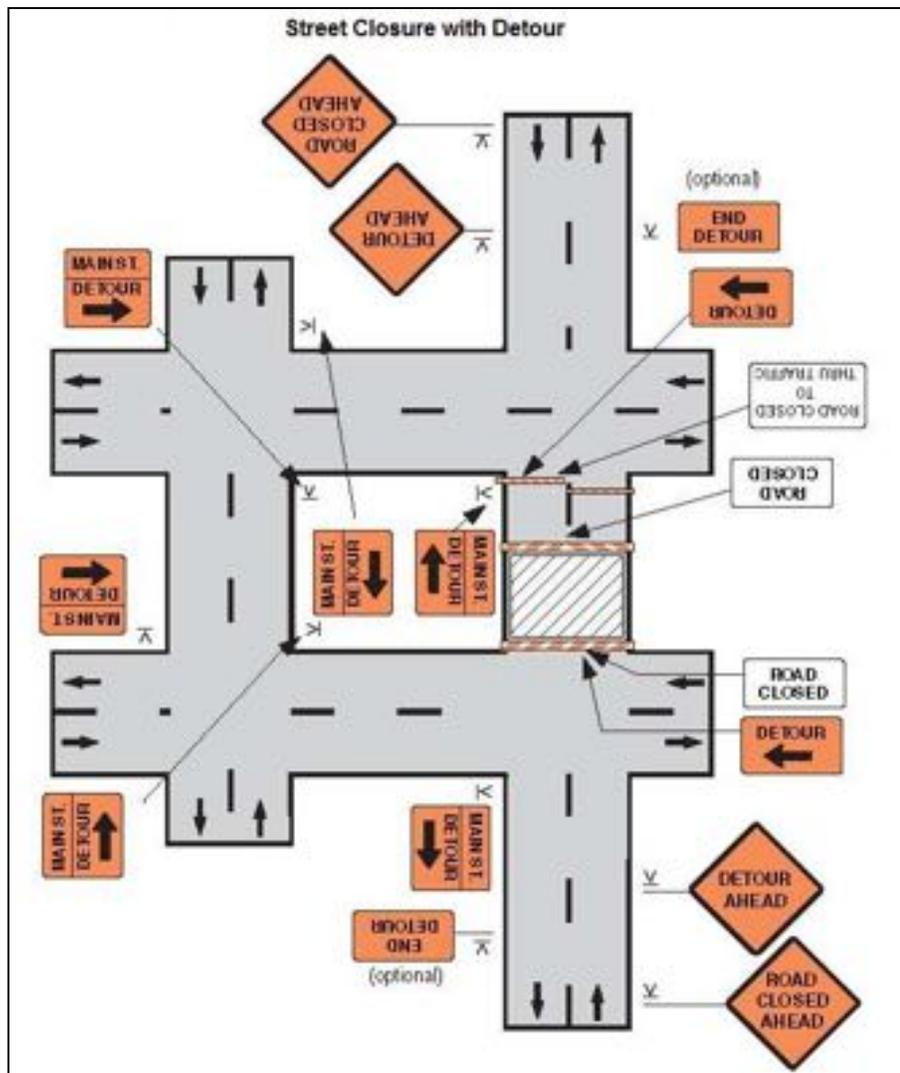 Street Closure with Detour
ROAD
CLOSED
AHEAD
DETOUR
AHEAD
(optional)
END
DETOUR
MAIN ST.
DETOUR
DETOUR
ROAD CLOSED
TO
THRU TRAFFIC
ROAD
CLOSED
MAIN ST.
DETOUR
MAIN ST.
DETOUR
MAIN ST.
DETOUR
ROAD
CLOSED
DETOUR
MAIN ST.
DETOUR
MAIN ST.
DETOUR
DETOUR
AHEAD
END
DETOUR
(optional)
ROAD
CLOSED
AHEAD